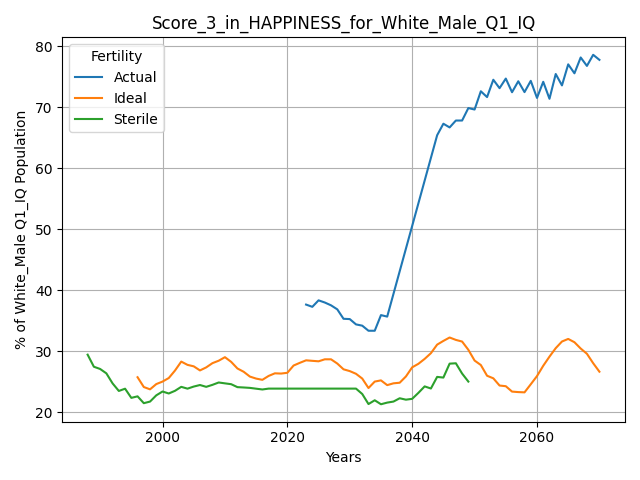 Score_3_in_HAPPINESS_for_White_Male_Q1_IQ
% of White_Male Q1_IQ Population
80
70
60
50
40
30
20
Fertility
Actual
Ideal
Sterile
2000
2020
2040
2060
Years